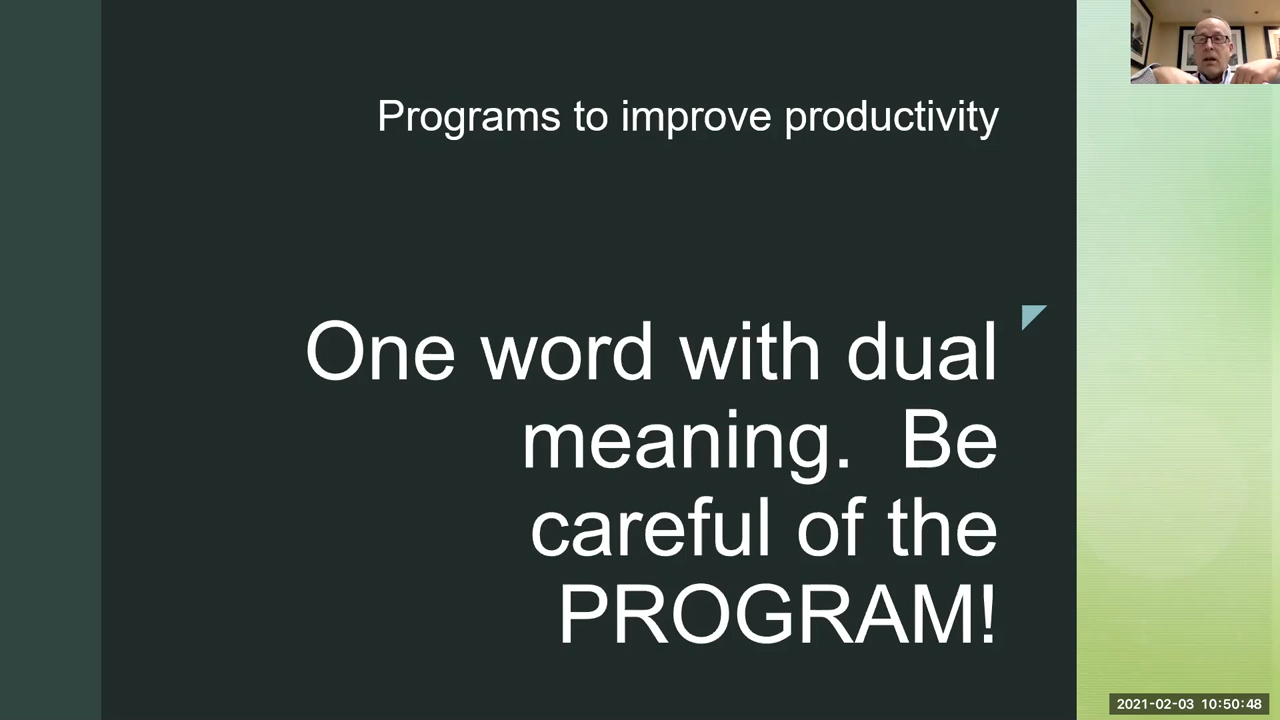 Programs to improve productivity
One word with dual
meaning.  Be
careful of the
PROGRAM!
2021-02-03 10:50:48